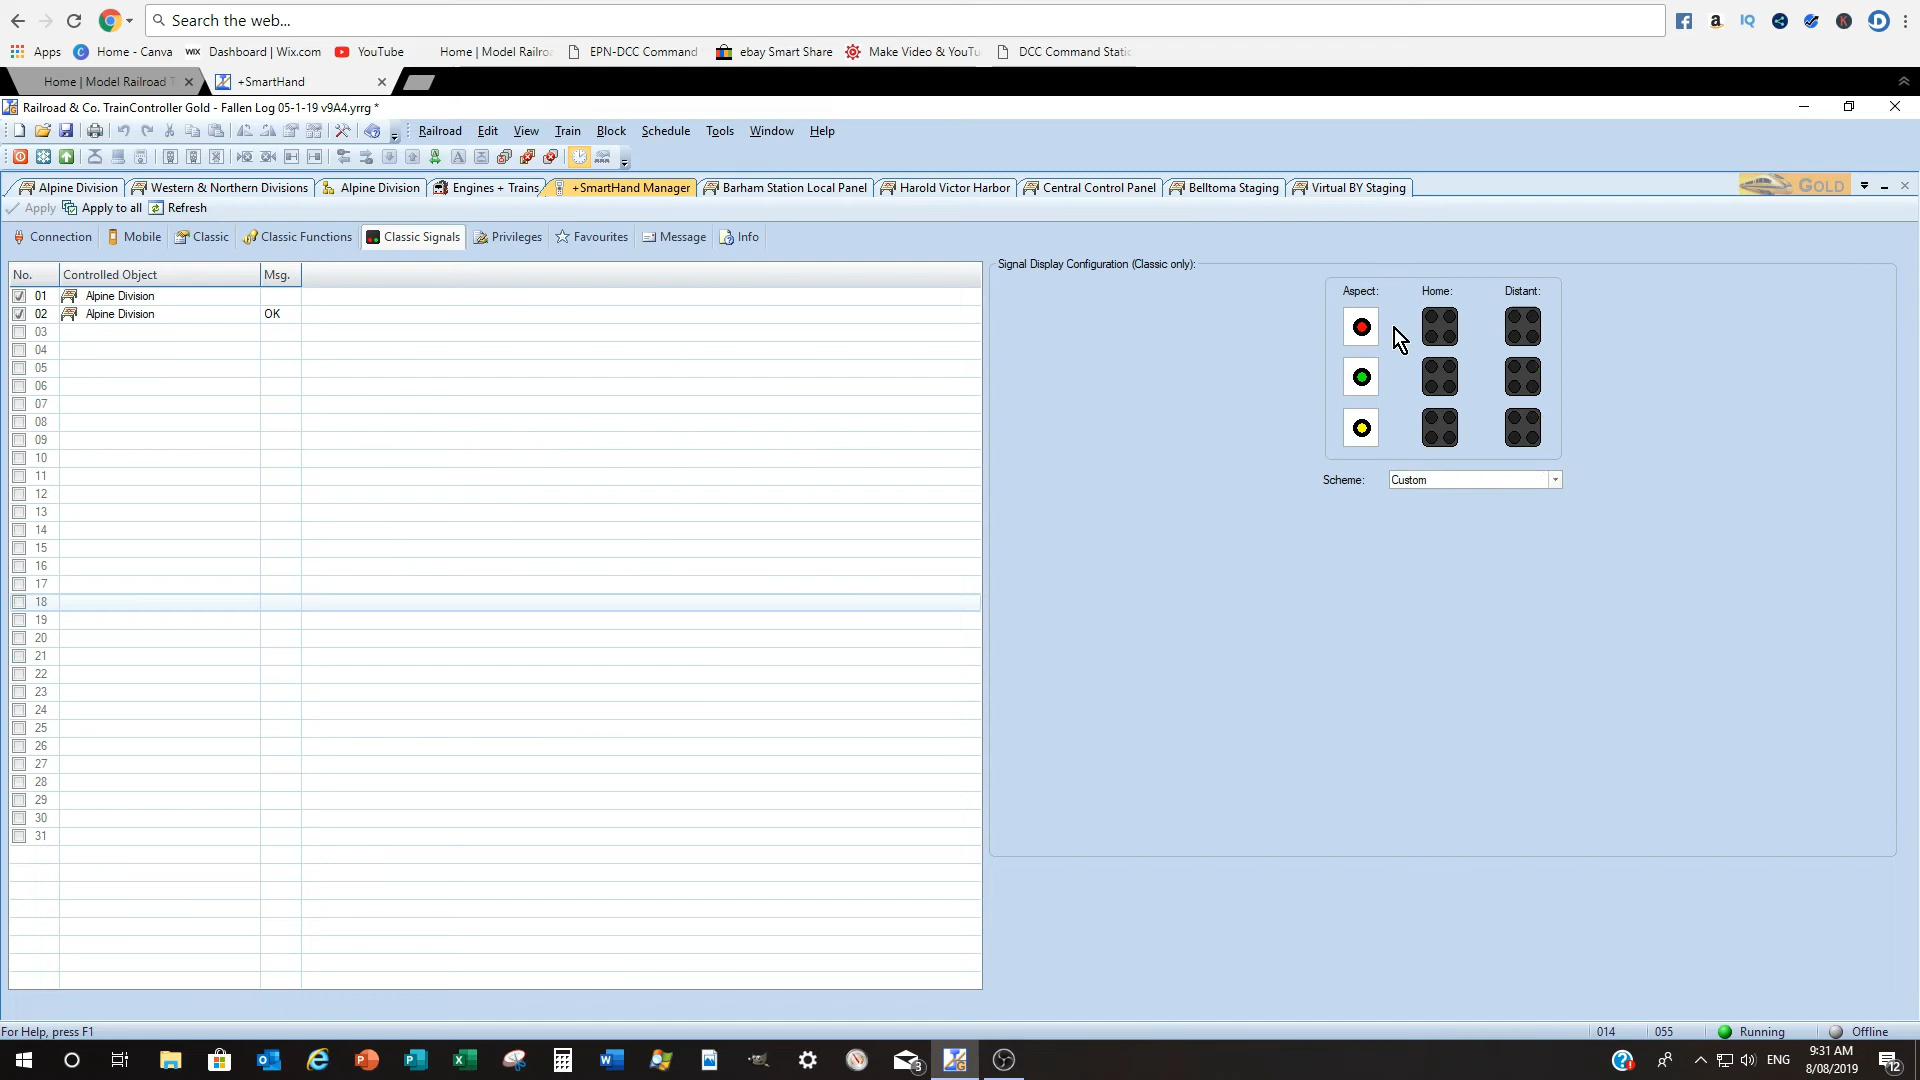 Search the web...
Apps Home - Canva WIX Dashboard | Wix.com YouTube Home | Model Railro EPN-DCC Command ebay Smart Share Make Video & YouTu DCC Command Static
Home | Model Railroad T +SmartHand
Railroad & Co. TrainController Gold - Fallen Log 05-1-19 v9A4.yrrg *
Railroad Edit View Train Block Schedule Tools Window Help
Alpine Division Western & Northern Divisions Alpine Division Engines + Trains +SmartHand Manager Barham Station Local Panel Harold Victor Harbor Central Control Panel Belltoma Staging Virtual BY Staging GOLD
Apply Apply to all Refresh
Connection Mobile Classic Classic Functions Classic Signals Privileges Favourites Message Info
Signal Display Configuration (Classic only):
No. Controlled Object Msg.
Aspect: Home: Distant:
01 Alpine Division
02 Alpine Division OK
03
04
05
06
07
08
09
10
11
Scheme: Custom
12
13
14
15
16
17
18
19
20
21
22
23
24
25
26
27
28
29
30
31
For Help, press F1 014 055 Running Offline
ENG 9:31 AM
8/08/2019
3
12